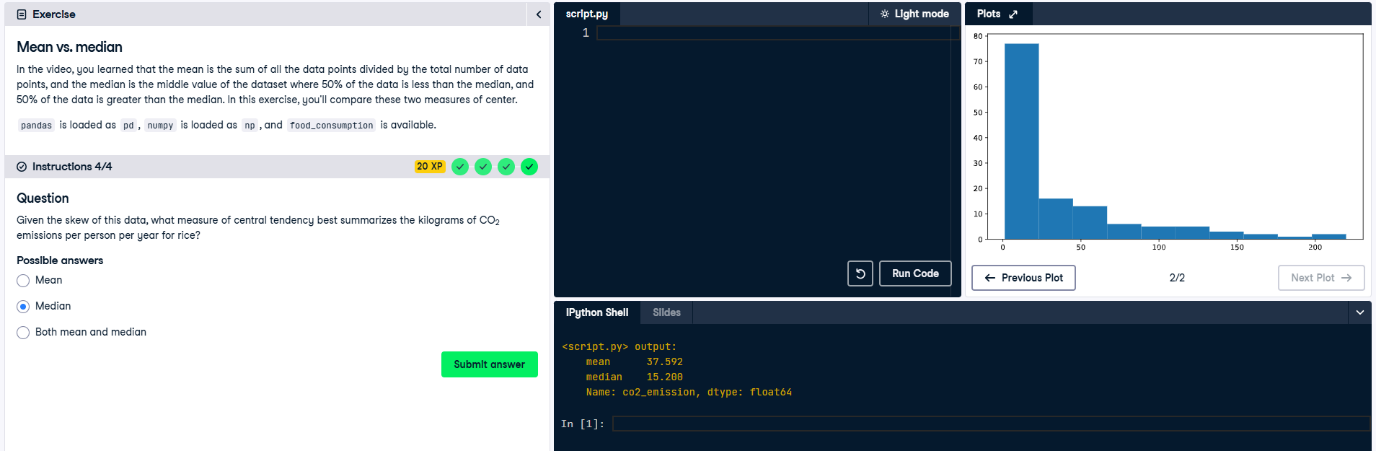 Exercise
Mean vs. median
In the video, you learned that the mean is the sum of all the data points divided by the total number of data
points, and the median is the middle value of the dataset where 50% of the data is less than the median, and
50% of the data is greater than the median. In this exercise, you'll compare these two measures of center.
pandas is loaded as pd, numpy is loaded as np, and food_consumption is available.
Instructions 4/4
20 XP
Question
Given the skew of this data, what measure of central tendency best summarizes the kilograms of CO₂
emissions per person per year for rice?
Possible answers
Mean
Median
Both mean and median
Submit answer
script.py
Light mode
1
Run Code
Plots
80
70
60
50
40
30
20
10
0
0 50 100 150 200
Previous Plot
2/2
Next Plot
IPython Shell
Slides
<script.py> output:
mean 37.592
median 15.200
Name: co2_emission, dtype: float64
In [1]: